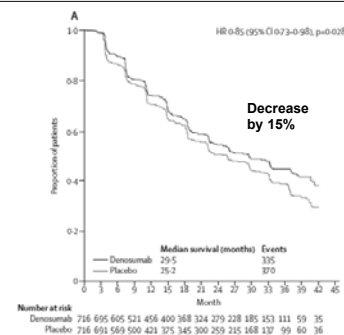 A
HR 0·85 (95% CI 0·73–0·98), p=0·028
1·0
0·8
0·6
0·4
0·2
0
Proportion of patients
Decrease
by 15%
Median survival (months) Events
Denosumab 29·5 335
Placebo 25·2 370
0 3 6 9 12 15 18 21 24 27 30 33 36 39 42 45
Month
Number at risk
Denosumab 716 695 605 521 456 400 368 324 279 228 185 153 111 59 35
Placebo 716 691 569 500 421 375 345 300 259 215 168 137 99 60 36